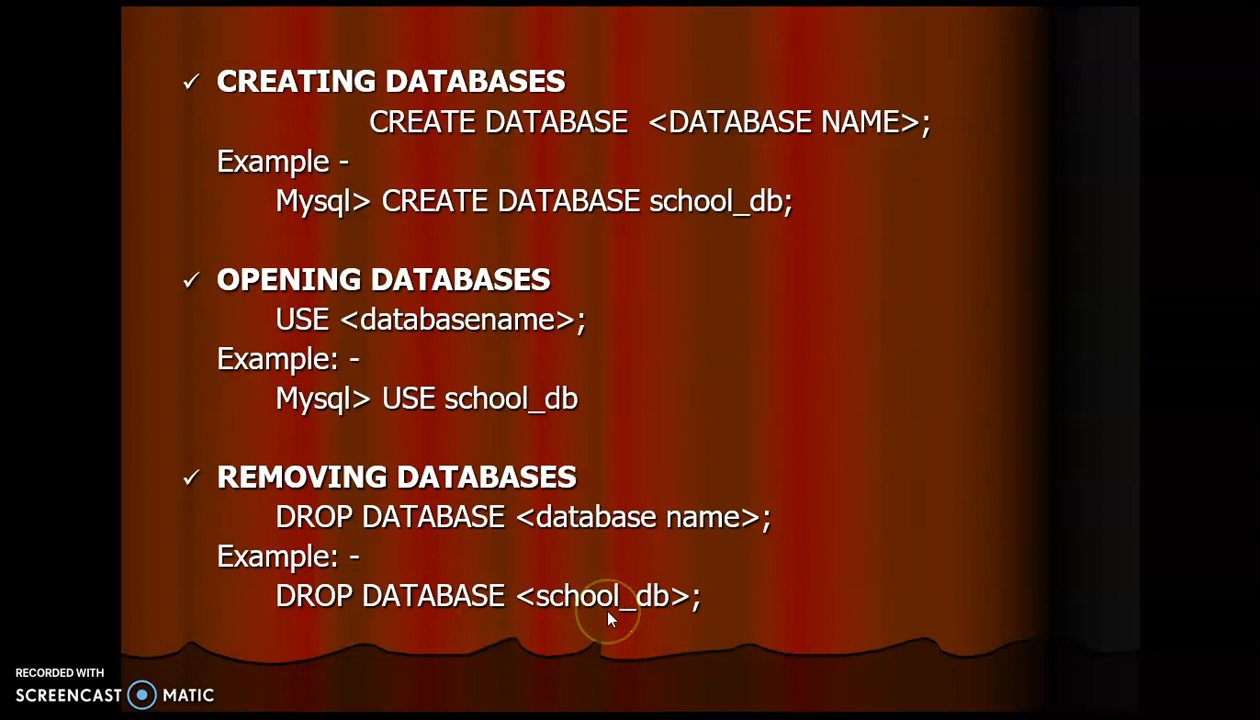 ✓ CREATING DATABASES
CREATE DATABASE <DATABASE NAME>;
Example -
Mysql> CREATE DATABASE school_db;
✓ OPENING DATABASES
USE <databasename>;
Example: -
Mysql> USE school_db
✓ REMOVING DATABASES
DROP DATABASE <database name>;
Example: -
DROP DATABASE <school_db>;
RECORDED WITH
SCREENCAST MATIC